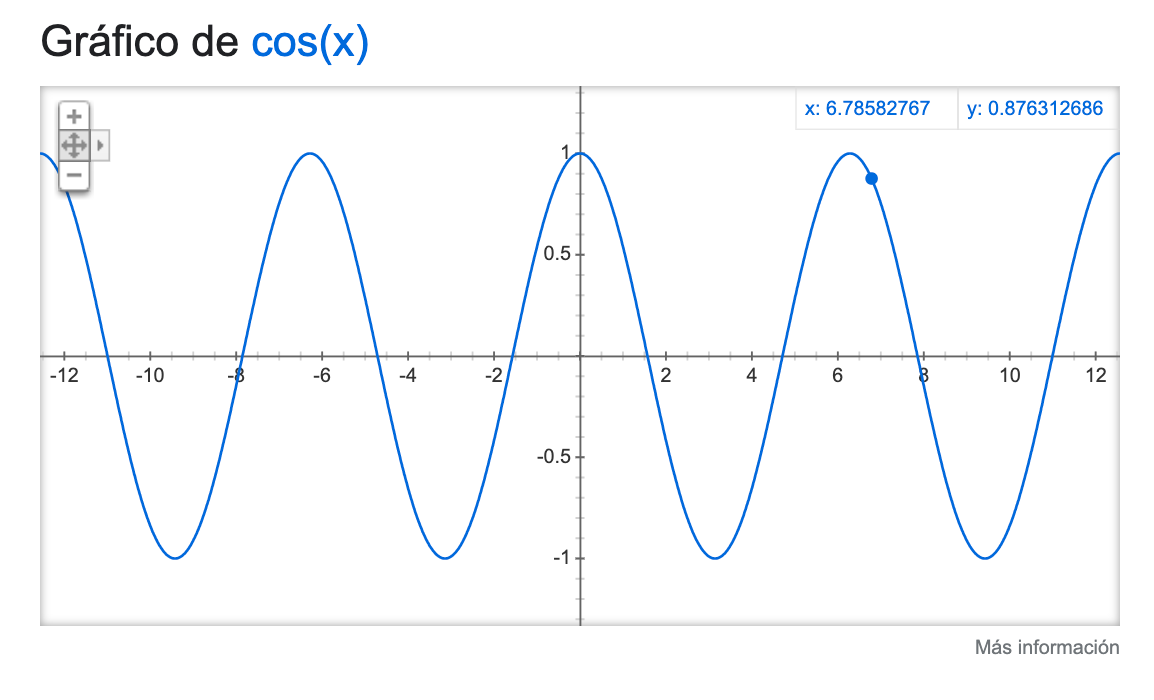 Gráfico de cos(x)
x: 6.78582767 y: 0.876312686
1
0.5
-12 -10 -8 -6 -4 -2 2 4 6 8 10 12
-0.5
-1
Más información